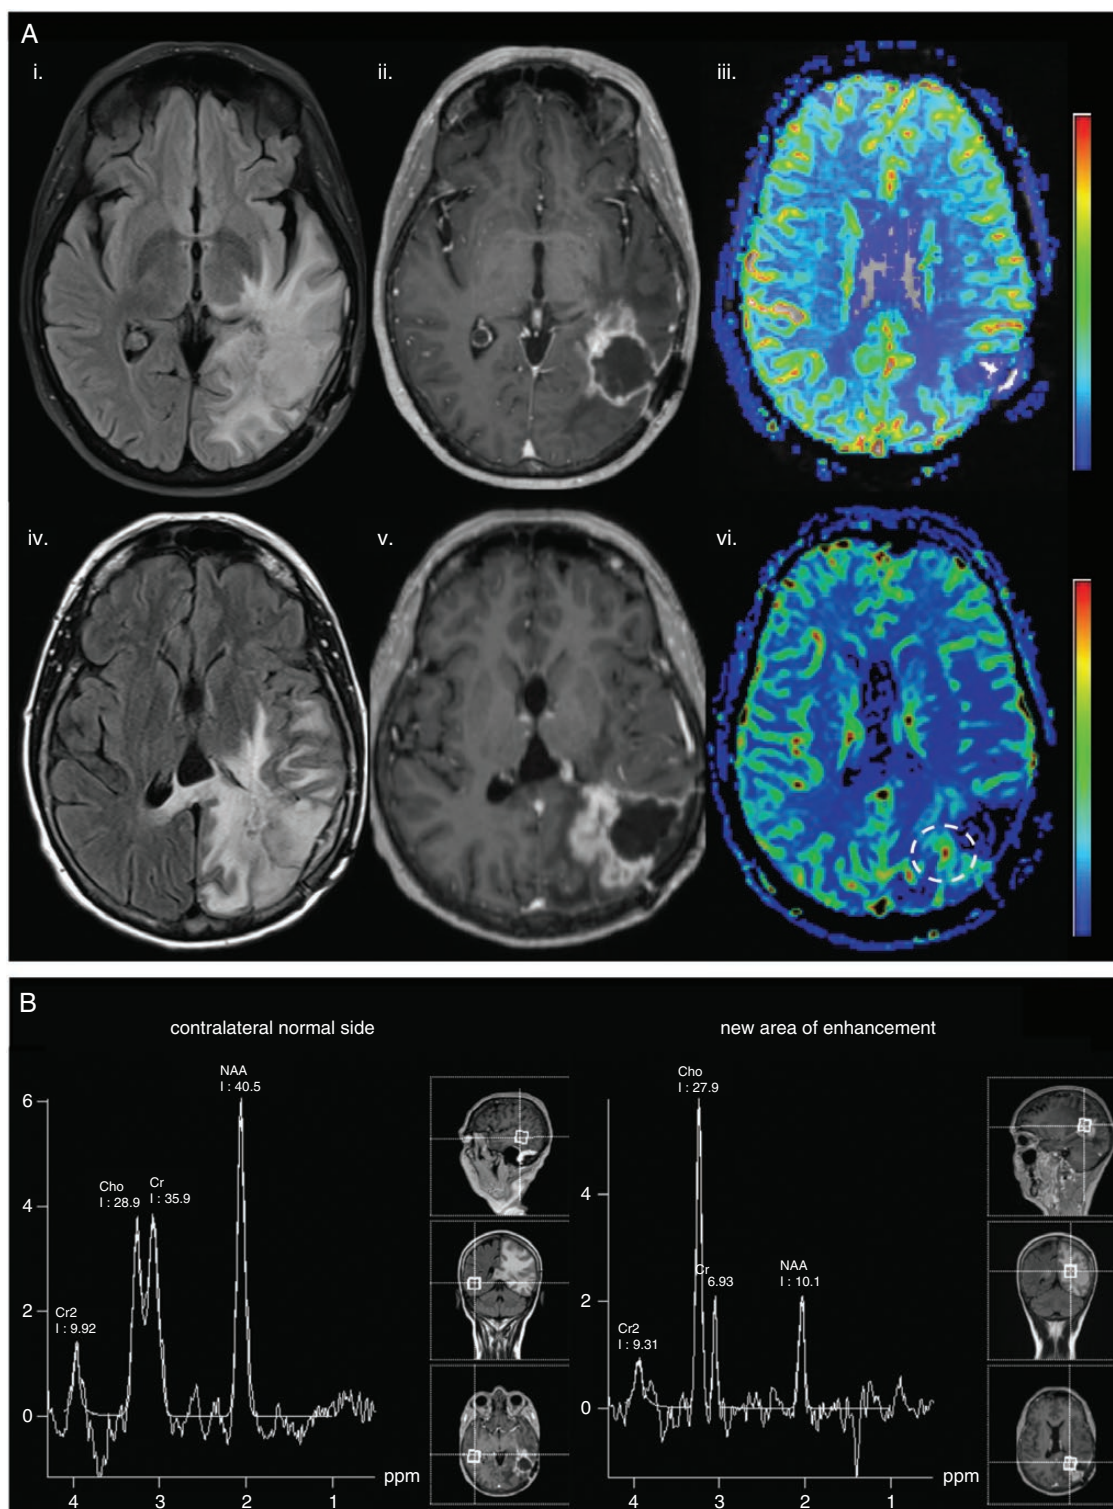 A
i.
ii.
iii.
iv.
v.
vi.
B
contralateral normal side
new area of enhancement
NAA
I : 40.5
Cho
I : 28.9
Cr
I : 35.9
Cr2
I : 9.92
6
4
2
0
4
3
2
1
ppm
Cho
I : 27.9
Cr
6.93
NAA
I : 10.1
Cr2
I : 9.31
4
2
0
4
3
2
1
ppm